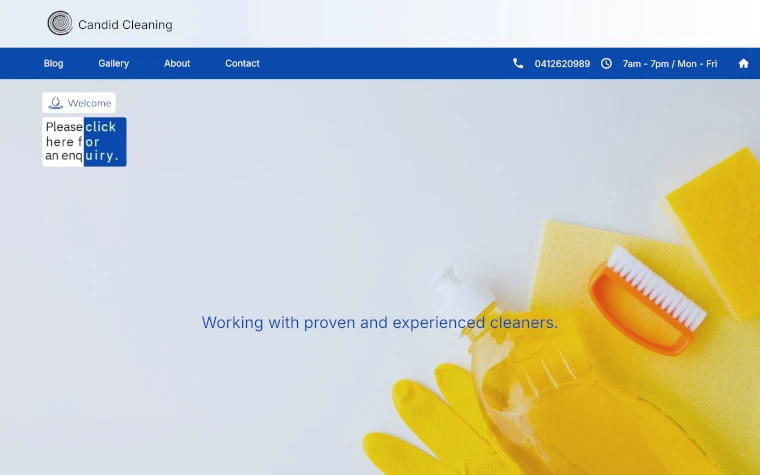 Candid Cleaning
Blog Gallery About Contact 0412620989 7am - 7pm / Mon - Fri
Welcome
Please click
here for
an enquiry.
Working with proven and experienced cleaners.